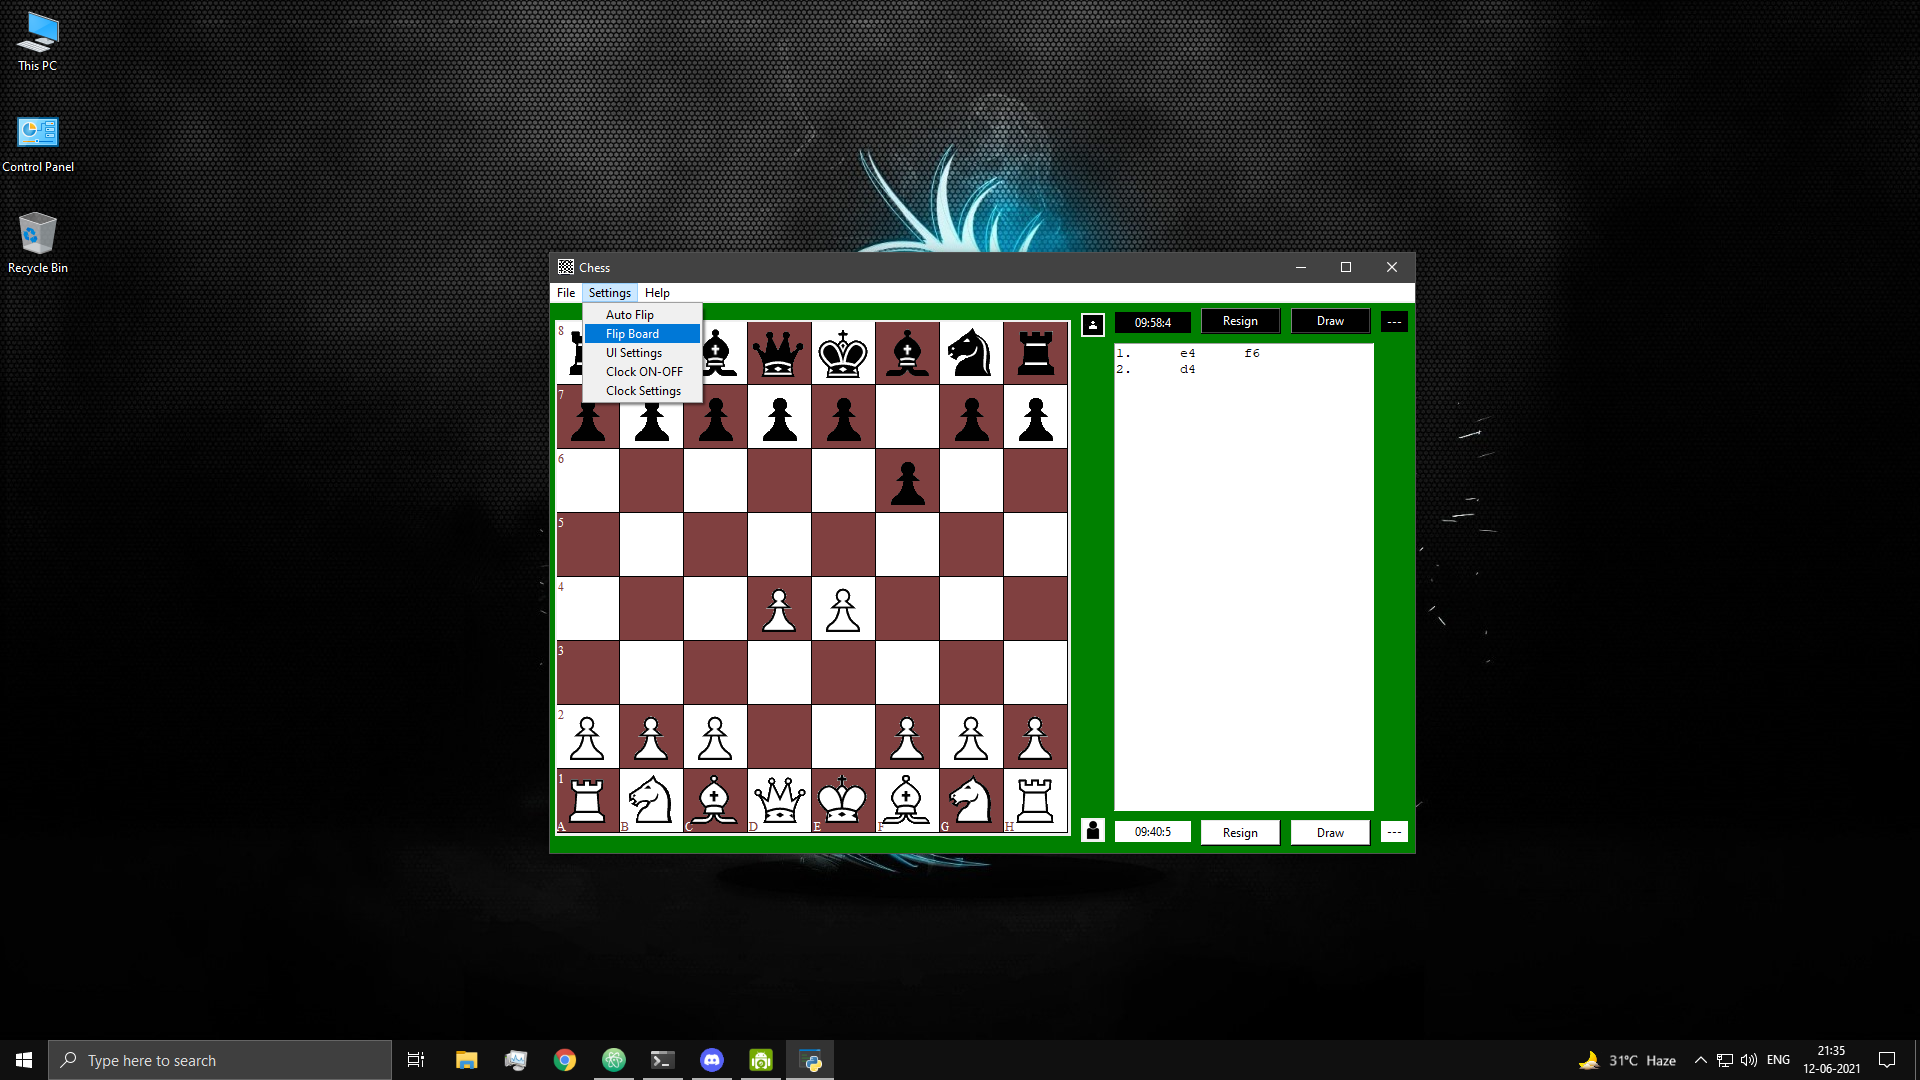 This PC
Control Panel
Recycle Bin
Chess
File Settings Help
Auto Flip
Flip Board
UI Settings
Clock ON-OFF
Clock Settings
8
7
6
5
4
3
2
1
A B C D E F G H
09:58:4 Resign Draw ---
1. e4 f6
2. d4
09:40:5 Resign Draw ---
Type here to search
31°C Haze
ENG
21:35
12-06-2021